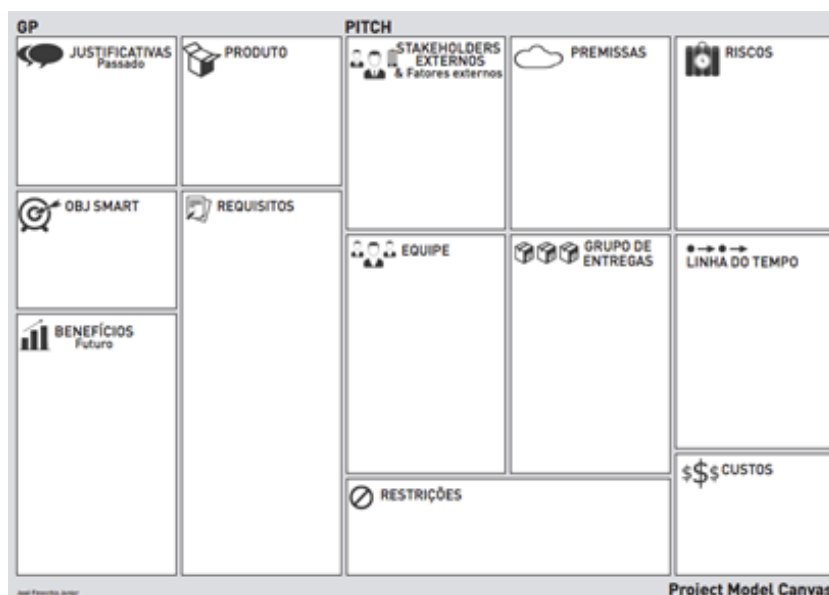 GP
PITCH
JUSTIFICATIVAS
Passado
PRODUTO
STAKEHOLDERS
EXTERNOS
& Fatores externos
PREMISSAS
RISCOS
OBJ SMART
REQUISITOS
EQUIPE
GRUPO DE
ENTREGAS
LINHA DO TEMPO
BENEFÍCIOS
Futuro
RESTRIÇÕES
$$$ CUSTOS
Project Model Canvas